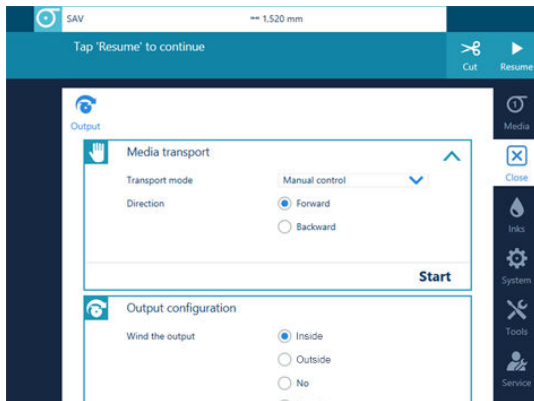 SAV
1,520 mm
Tap 'Resume' to continue
Cut
Resume
Output
1
Media
Media transport
Transport mode
Manual control
Direction
Forward
Backward
Start
Close
Inks
System
Tools
Service
Output configuration
Wind the output
Inside
Outside
No